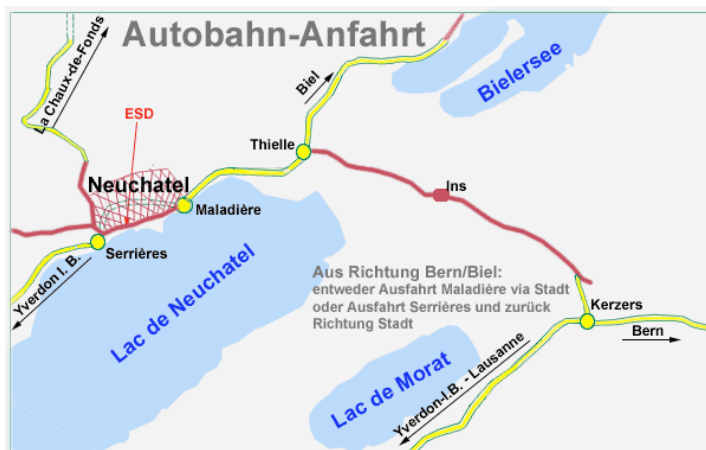 Autobahn-Anfahrt
La Chaux-de-Fonds
Biel
Bielersee
ESD
Thielle
Neuchatel
Ins
Maladière
Serrières
Yverdon l. B.
Lac de Neuchatel
Aus Richtung Bern/Biel:
entweder Ausfahrt Maladière via Stadt
oder Ausfahrt Serrières und zurück
Richtung Stadt
Kerzers
Bern
Lac de Morat
Yverdon-l.B. - Lausanne